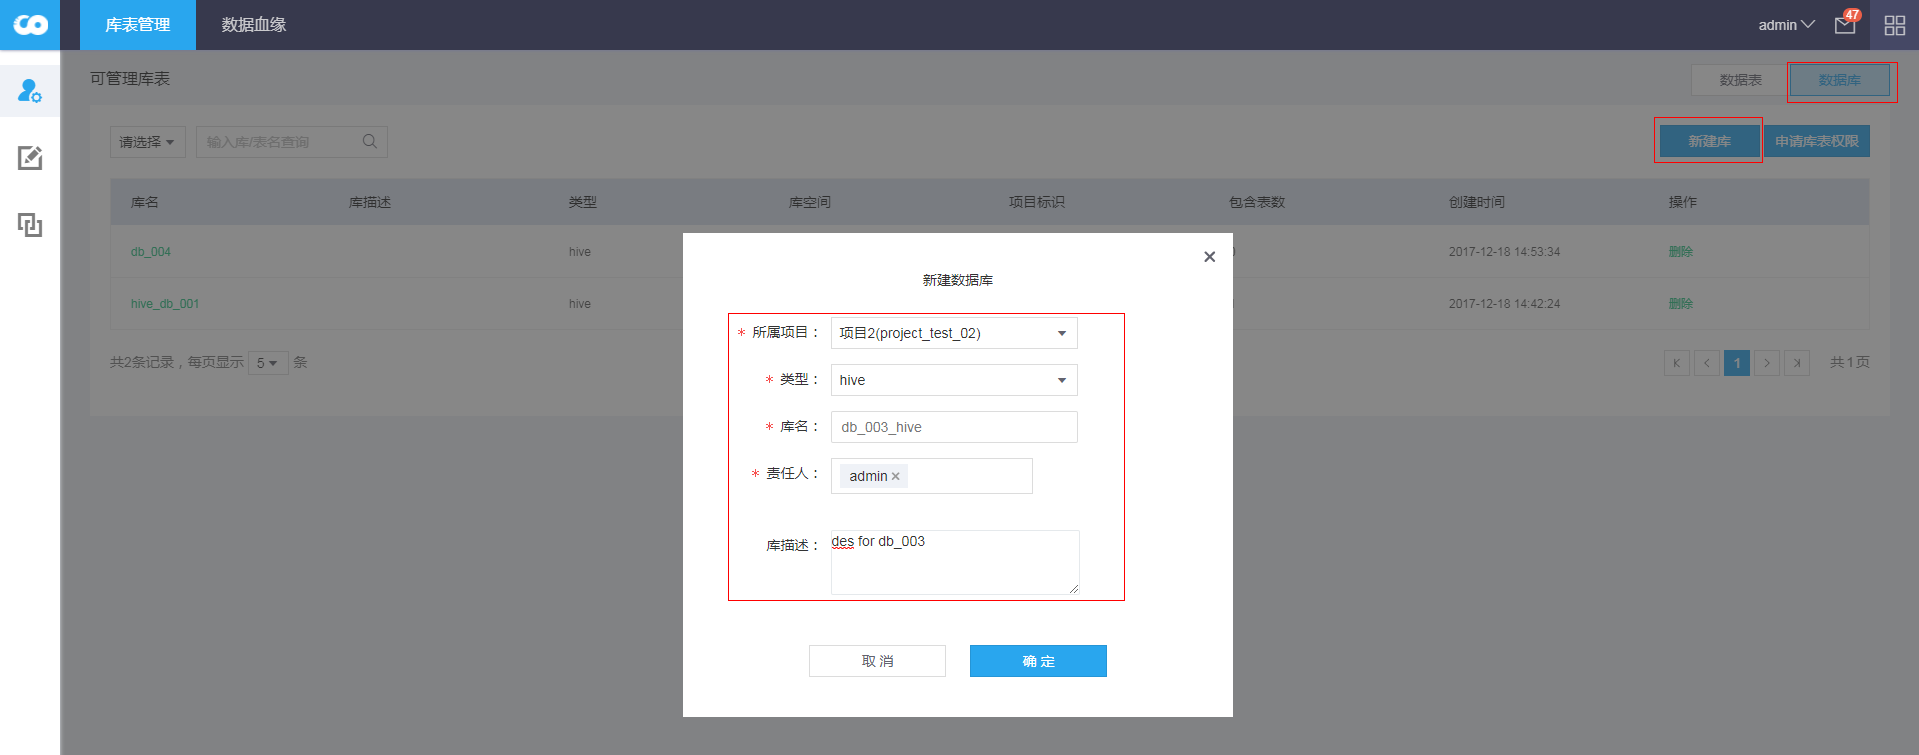 库表管理 数据血缘 admin 47
可管理库表 数据表 数据库
请选择 输入库/表名查询 新建库 申请库表权限
库名 库描述 类型 库空间 项目标识 包含表数 创建时间 操作
db_004 hive 2017-12-18 14:53:34 删除
hive_db_001 hive 2017-12-18 14:42:24 删除
共2条记录，每页显示 5 条 1 共1页
新建数据库
* 所属项目： 项目2(project_test_02)
* 类型： hive
* 库名： db_003_hive
* 责任人： admin
库描述： des for db_003
取 消 确 定